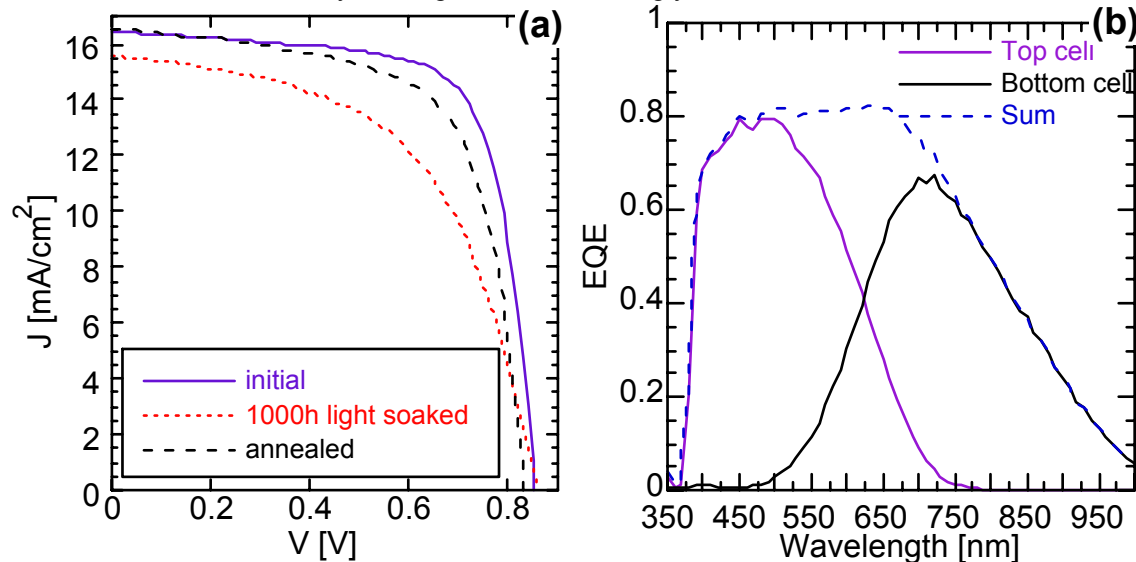 (a)
16
14
12
10
8
6
4
2
0
J [mA/cm2]
initial
1000h light soaked
annealed
0 0.2 0.4 0.6 0.8
V [V]
(b)
1
0.8
0.6
0.4
0.2
0
EQE
Top cell
Bottom cell
Sum
350 450 550 650 750 850 950
Wavelength [nm]